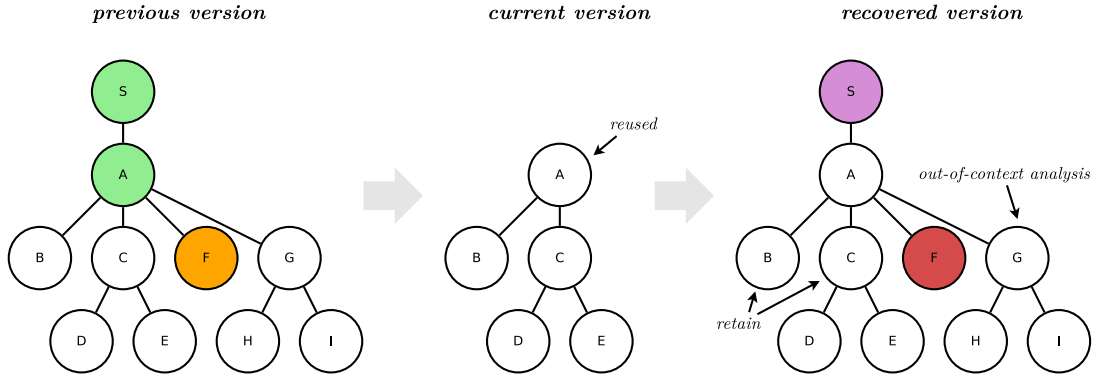 previous version
current version
recovered version
S
S
reused
A
A
A
out-of-context analysis
B
C
F
G
B
C
B
C
F
G
retain
D
E
H
I
D
E
D
E
H
I